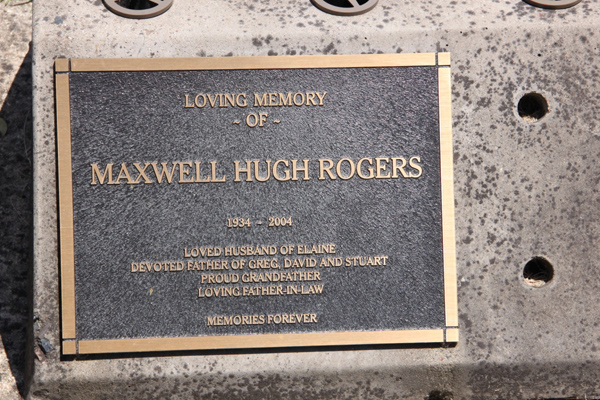 LOVING MEMORY
~ OF ~
MAXWELL HUGH ROGERS
1934 ~ 2004
LOVED HUSBAND OF ELAINE
DEVOTED FATHER OF GREG, DAVID AND STUART
PROUD GRANDFATHER
LOVING FATHER-IN-LAW
MEMORIES FOREVER